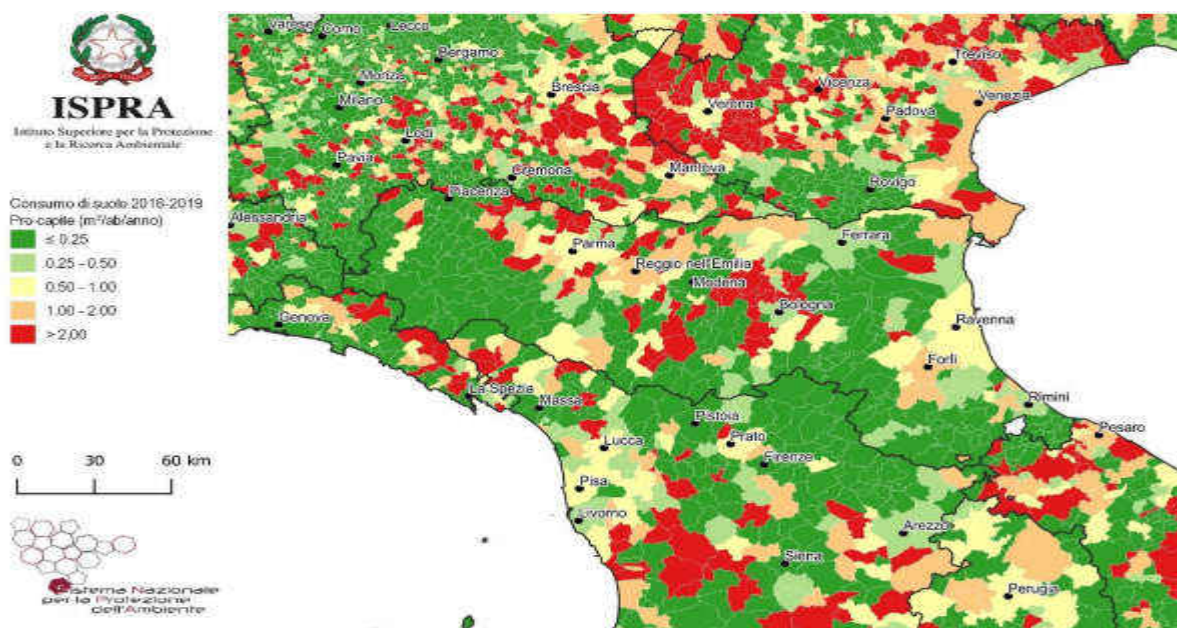 ISPRA
Istituto Superiore per la Protezione
e la Ricerca Ambientale
Consumo di suolo 2018-2019
Pro-capite (m²/ab/anno)
≤ 0.25
0.25 - 0.50
0.50 - 1.00
1.00 - 2.00
> 2.00
0 30 60 km
Sistema Nazionale
per la Protezione
dell'Ambiente
Varese
Como
Lecco
Bergamo
Monza
Milano
Brescia
Lodi
Pavia
Cremona
Piacenza
Mantova
Verona
Vicenza
Treviso
Venezia
Padova
Rovigo
Alessandria
Genova
Parma
Reggio nell'Emilia
Modena
Bologna
Ferrara
Ravenna
Forlì
Rimini
Pesaro
La Spezia
Massa
Lucca
Pistoia
Prato
Firenze
Pisa
Livorno
Siena
Arezzo
Perugia